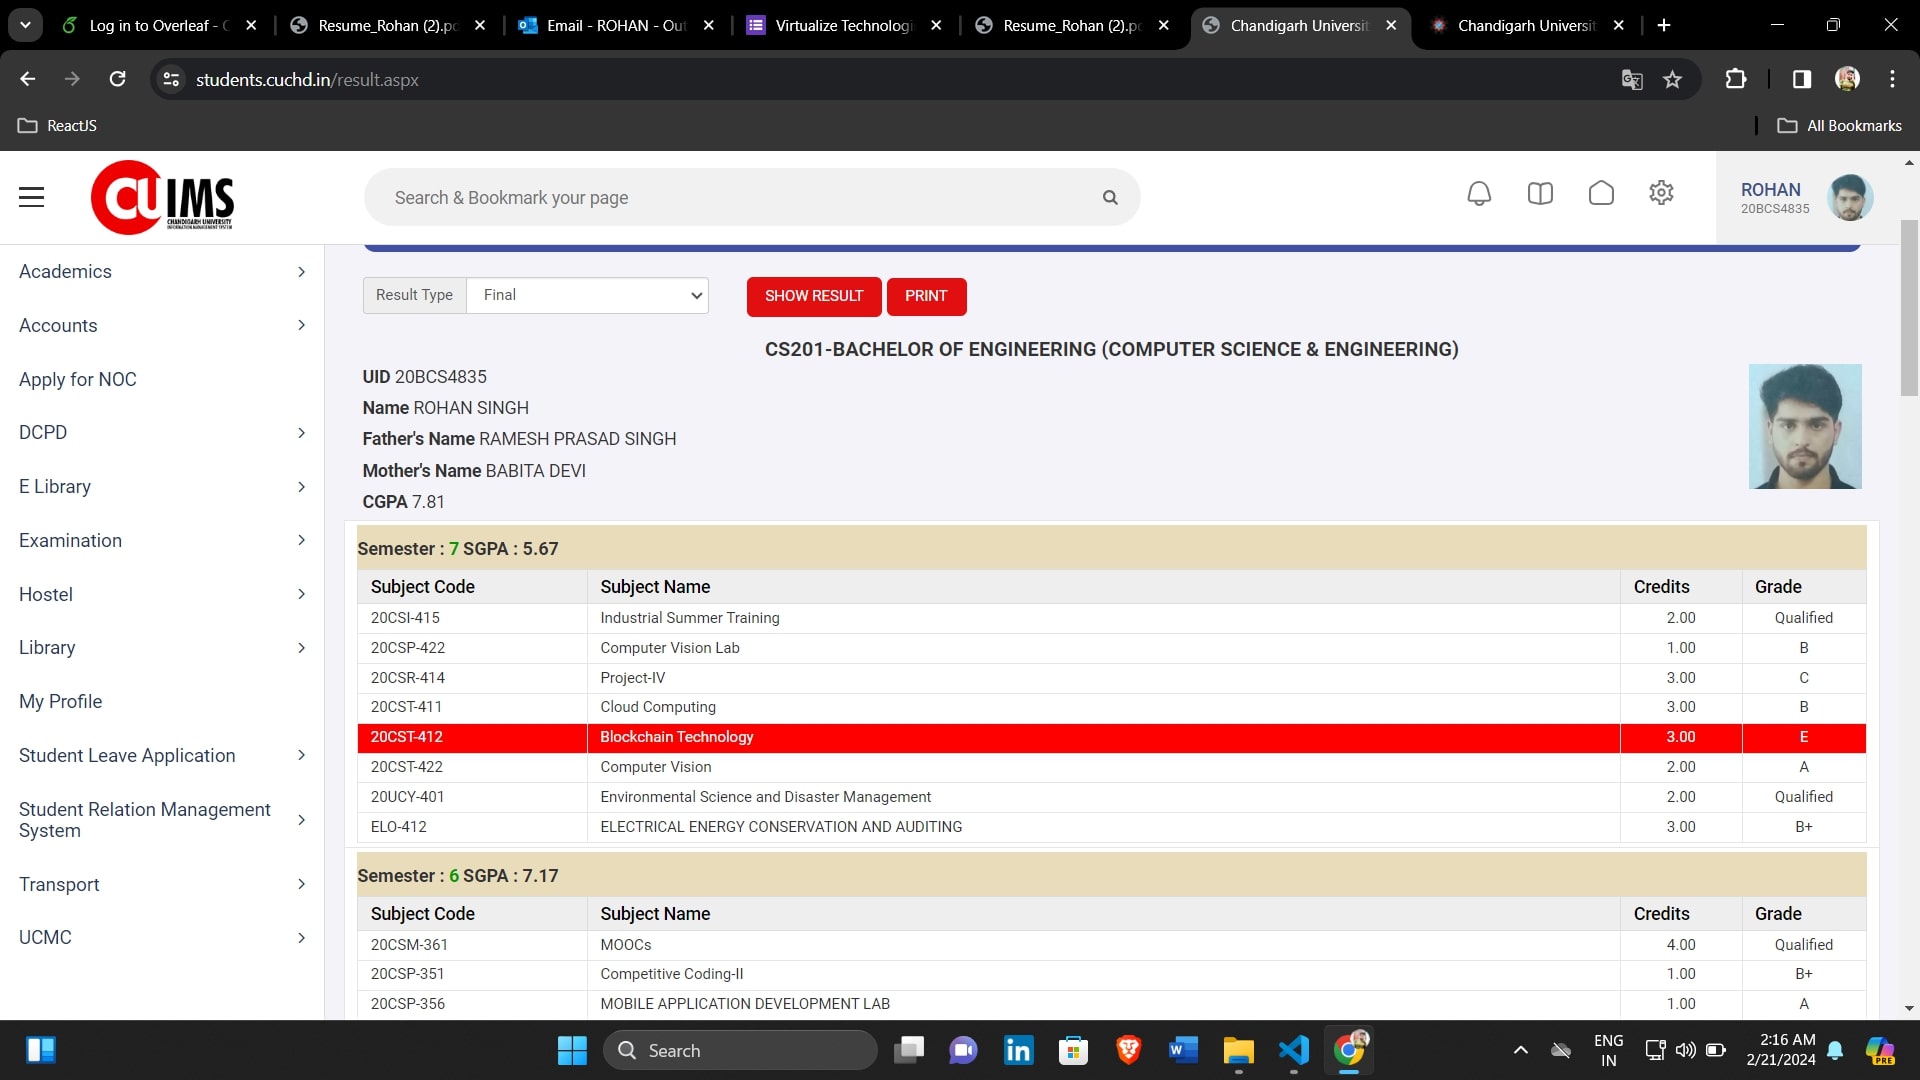 Log in to Overleaf -
Resume_Rohan (2).p
Email - ROHAN - Out
Virtualize Technologi
Resume_Rohan (2).p
Chandigarh Universit
Chandigarh Universit
students.cuchd.in/result.aspx
ReactJS
All Bookmarks
CU IMS
CHANDIGARH UNIVERSITY
INFORMATION MANAGEMENT SYSTEM
Search & Bookmark your page
ROHAN
20BCS4835
Academics
Accounts
Apply for NOC
DCPD
E Library
Examination
Hostel
Library
My Profile
Student Leave Application
Student Relation Management
System
Transport
UCMC
Result Type Final SHOW RESULT PRINT
CS201-BACHELOR OF ENGINEERING (COMPUTER SCIENCE & ENGINEERING)
UID 20BCS4835
Name ROHAN SINGH
Father's Name RAMESH PRASAD SINGH
Mother's Name BABITA DEVI
CGPA 7.81
Semester : 7 SGPA : 5.67
Subject Code Subject Name Credits Grade
20CSI-415 Industrial Summer Training 2.00 Qualified
20CSP-422 Computer Vision Lab 1.00 B
20CSR-414 Project-IV 3.00 C
20CST-411 Cloud Computing 3.00 B
20CST-412 Blockchain Technology 3.00 E
20CST-422 Computer Vision 2.00 A
20UCY-401 Environmental Science and Disaster Management 2.00 Qualified
ELO-412 ELECTRICAL ENERGY CONSERVATION AND AUDITING 3.00 B+
Semester : 6 SGPA : 7.17
Subject Code Subject Name Credits Grade
20CSM-361 MOOCs 4.00 Qualified
20CSP-351 Competitive Coding-II 1.00 B+
20CSP-356 MOBILE APPLICATION DEVELOPMENT LAB 1.00 A
Search
ENG
IN
2:16 AM
2/21/2024
PRE